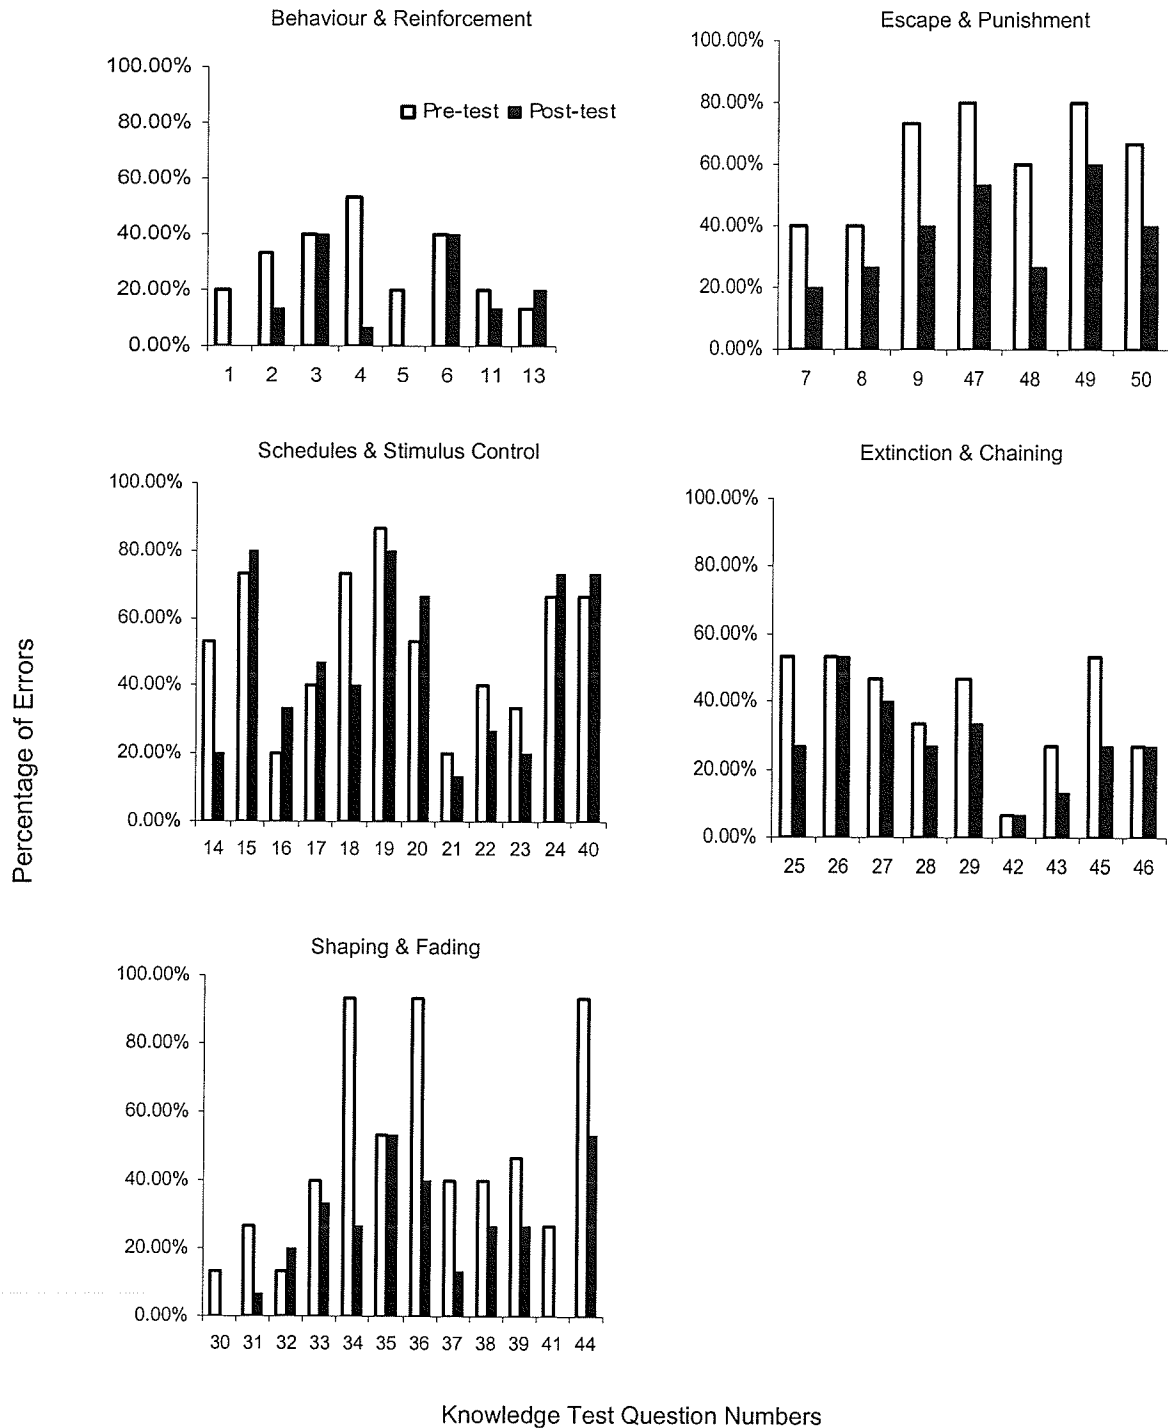 Behaviour & Reinforcement
100.00%
80.00%
60.00%
40.00%
20.00%
0.00%
Pre-test Post-test
1 2 3 4 5 6 11 13
Escape & Punishment
100.00%
80.00%
60.00%
40.00%
20.00%
0.00%
7 8 9 47 48 49 50
Schedules & Stimulus Control
100.00%
80.00%
60.00%
40.00%
20.00%
0.00%
14 15 16 17 18 19 20 21 22 23 24 40
Extinction & Chaining
100.00%
80.00%
60.00%
40.00%
20.00%
0.00%
25 26 27 28 29 42 43 45 46
Percentage of Errors
Shaping & Fading
100.00%
80.00%
60.00%
40.00%
20.00%
0.00%
30 31 32 33 34 35 36 37 38 39 41 44
Knowledge Test Question Numbers